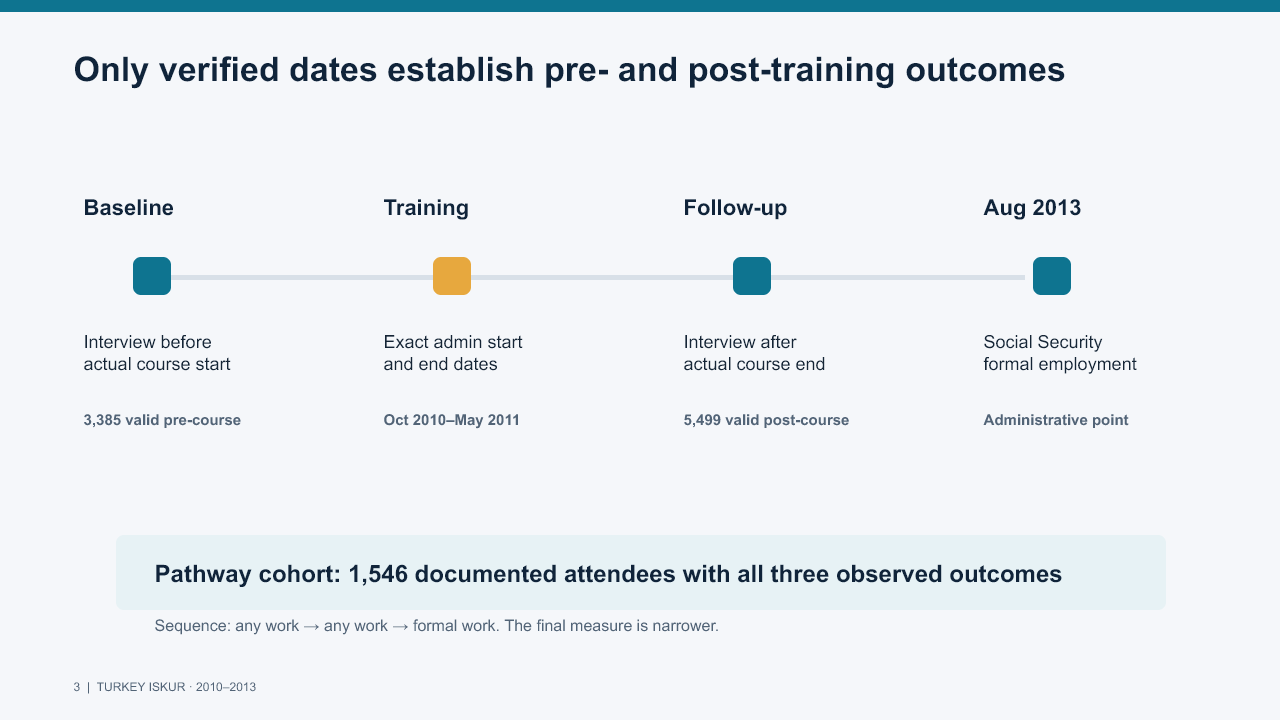 Only verified dates establish pre- and post-training outcomes
Baseline
Training
Follow-up
Aug 2013
Interview before
actual course start
Exact admin start
and end dates
Interview after
actual course end
Social Security
formal employment
3,385 valid pre-course
Oct 2010–May 2011
5,499 valid post-course
Administrative point
Pathway cohort: 1,546 documented attendees with all three observed outcomes
Sequence: any work → any work → formal work. The final measure is narrower.
3 | TURKEY ISKUR · 2010–2013